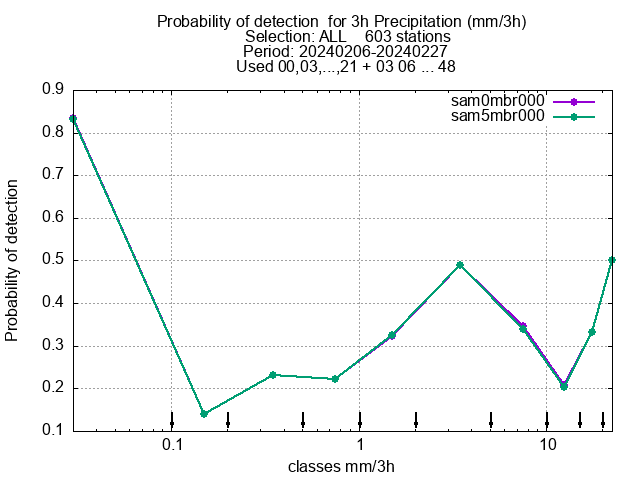 Probability of detection  for 3h Precipitation (mm/3h)
Selection: ALL    603 stations
Period: 20240206-20240227
Used 00,03,...,21 + 03 06 ... 48
sam0mbr000
sam5mbr000
0.9
0.8
0.7
0.6
0.5
0.4
0.3
0.2
0.1
Probability of detection
0.1 1 10
classes mm/3h